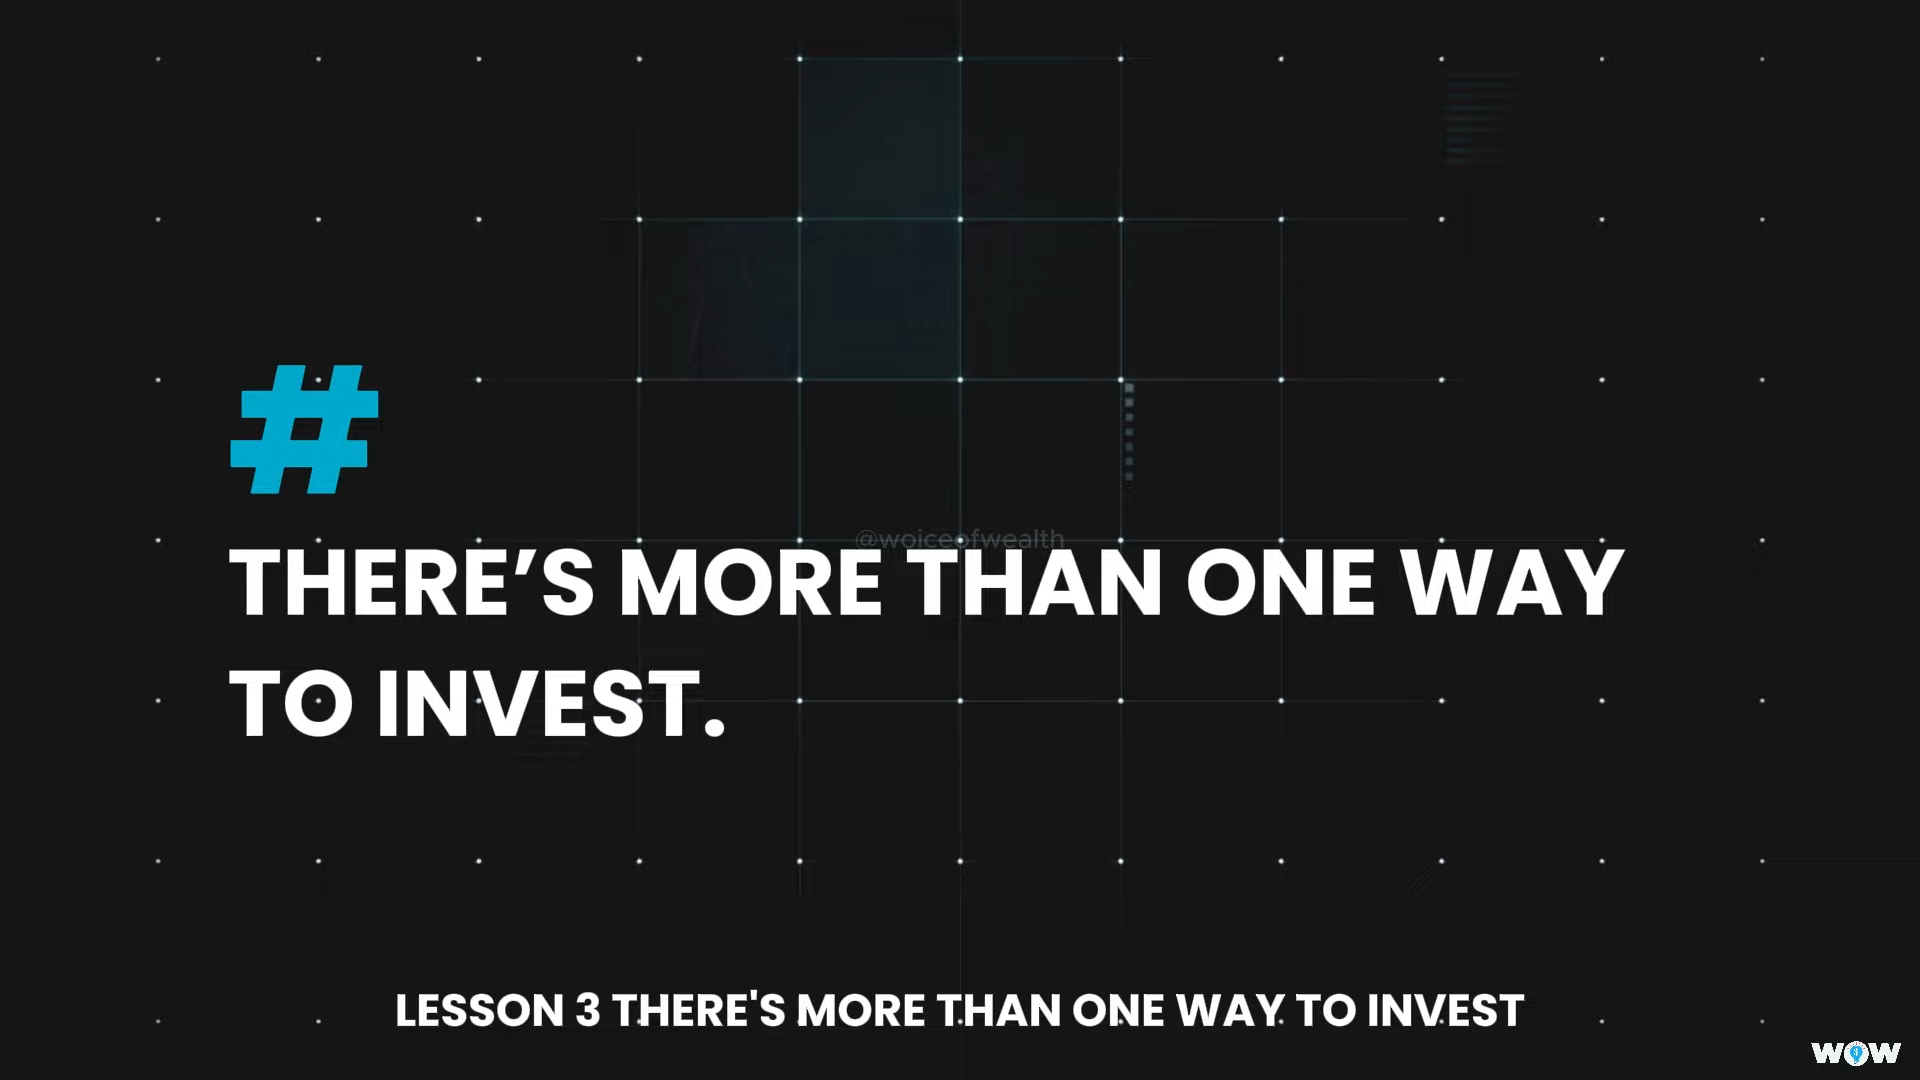 #
@woiceofwealth
THERE’S MORE THAN ONE WAY
TO INVEST.
LESSON 3 THERE'S MORE THAN ONE WAY TO INVEST
WOW